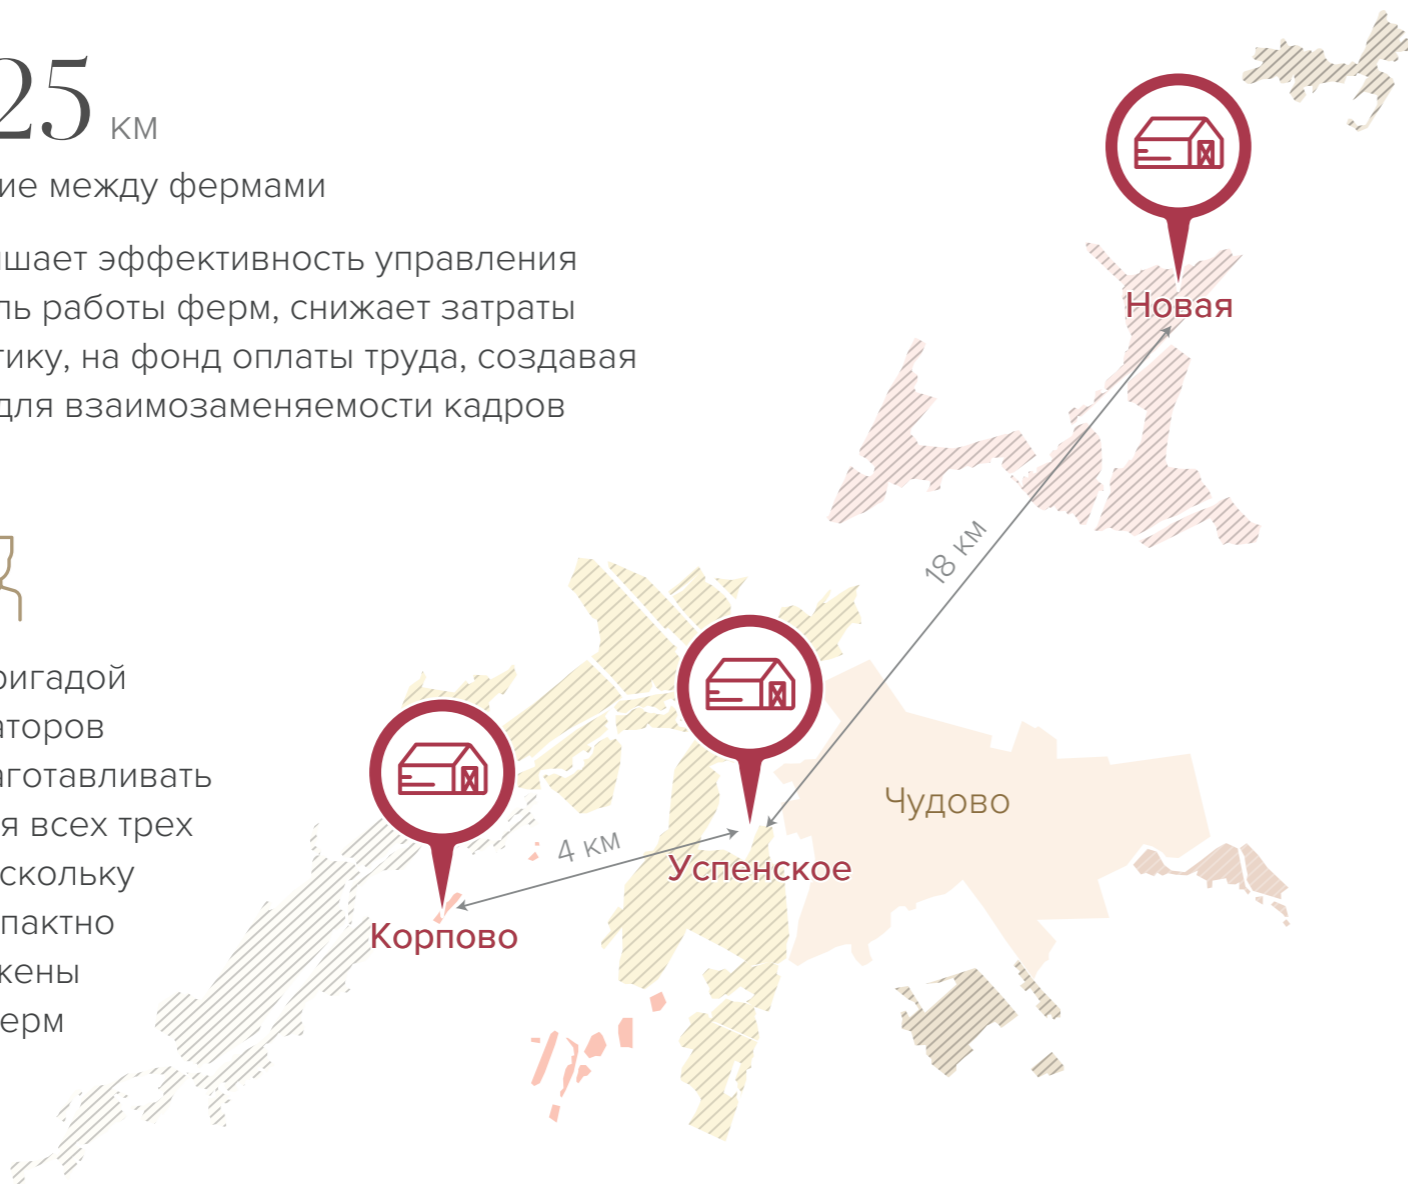 25 км
ие между фермами
шает эффективность управления
ль работы ферм, снижает затраты
тику, на фонд оплаты труда, создавая
для взаимозаменяемости кадров
ригадой
аторов
аготавливать
я всех трех
скольку
пактно
жены
ерм
Новая
18 км
Чудово
4 км
Успенское
Корпово